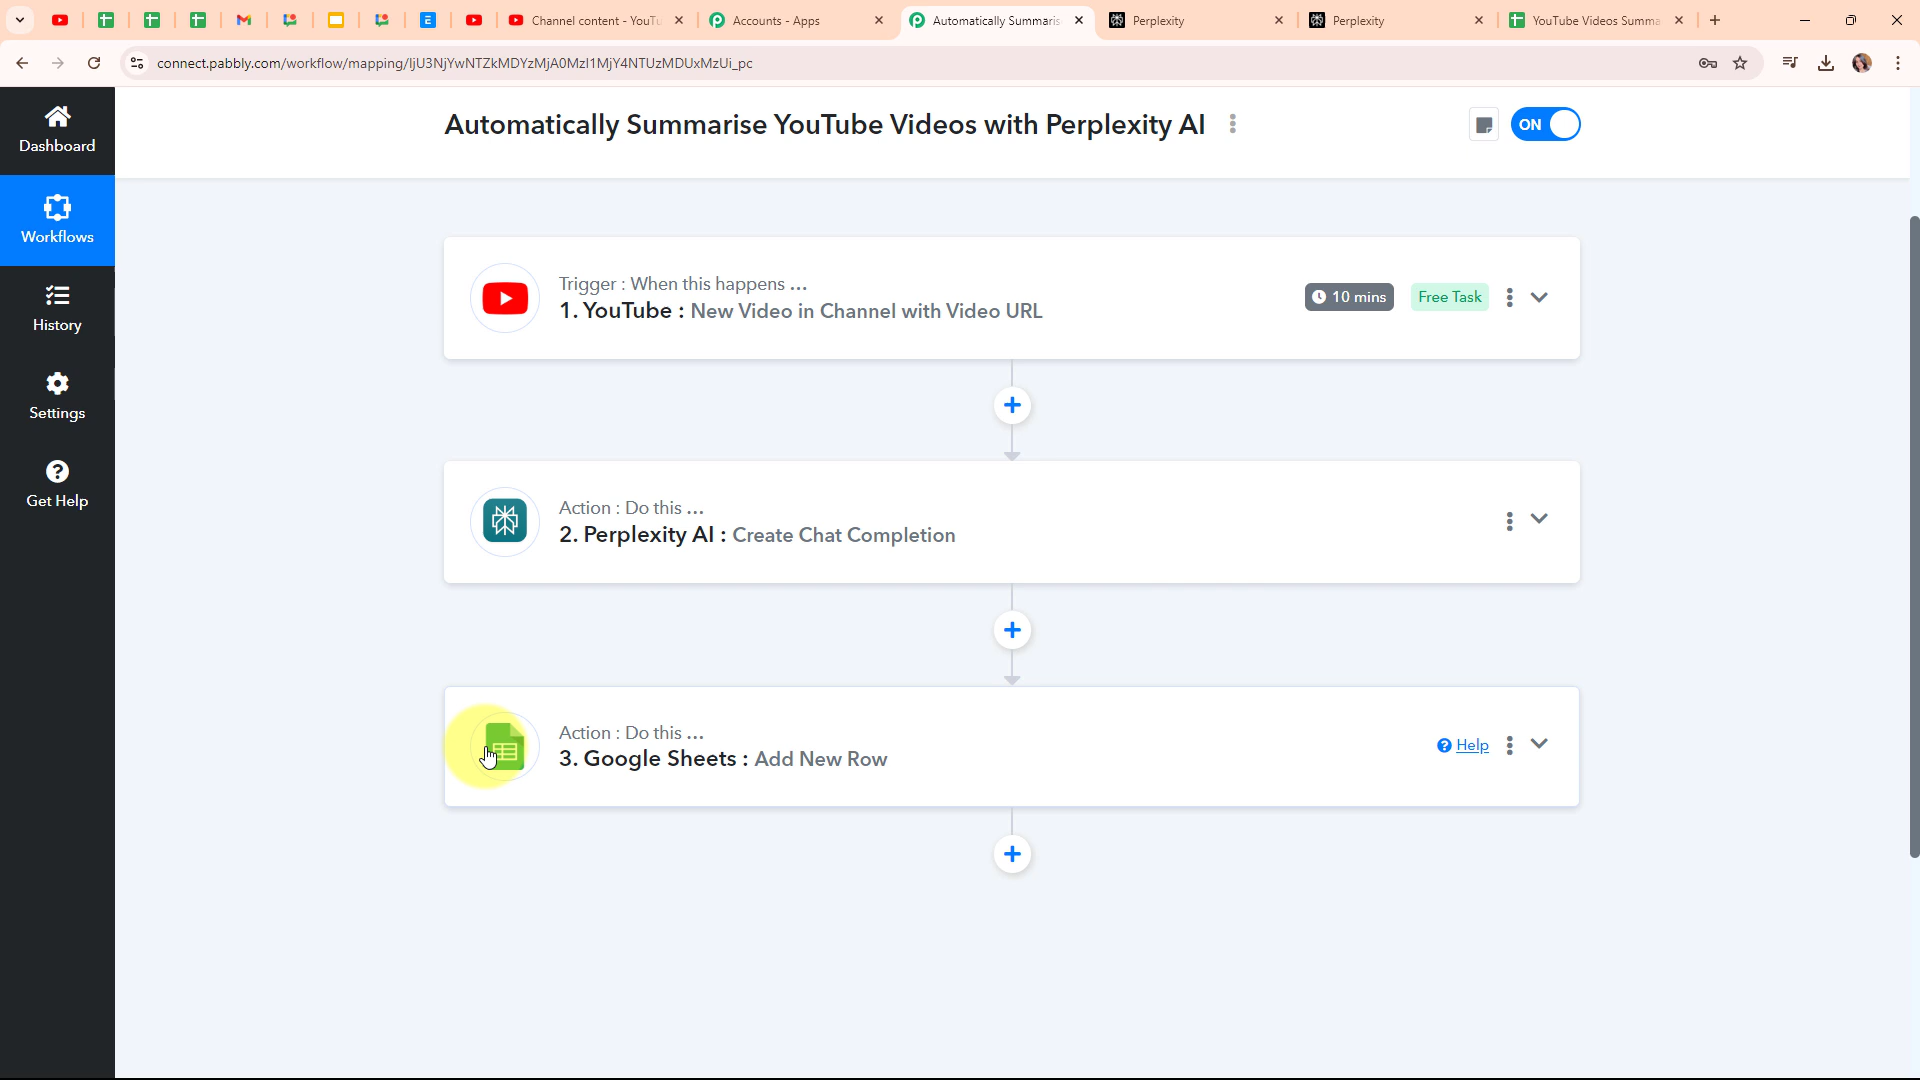 Channel content - YouTu
Accounts - Apps
Automatically Summaris
Perplexity
Perplexity
YouTube Videos Summa
connect.pabbly.com/workflow/mapping/IjU3NjYwNTZkMDYzMjA0MzI1MjY4NTUzMDUxMzUi_pc
Dashboard
Workflows
History
Settings
Get Help
Automatically Summarise YouTube Videos with Perplexity AI
ON
Trigger : When this happens ...
1. YouTube : New Video in Channel with Video URL
10 mins
Free Task
Action : Do this ...
2. Perplexity AI : Create Chat Completion
Action : Do this ...
3. Google Sheets : Add New Row
Help